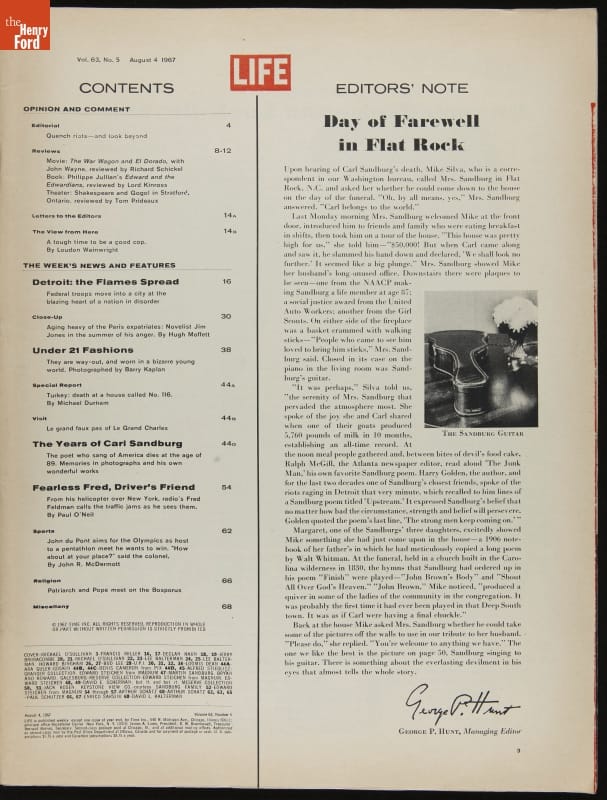 the
Henry
Ford
Vol. 63, No. 5 August 4 1967
LIFE
CONTENTS
OPINION AND COMMENT
Editorial 4
Quench riots—and look beyond
Reviews 8-12
Movie: The War Wagon and El Dorado, with
John Wayne, reviewed by Richard Schickel
Book: Philippe Jullian's Edward and the
Edwardians, reviewed by Lord Kinross
Theater: Shakespeare and Gogol in Stratford,
Ontario, reviewed by Tom Prideaux
Letters to the Editors 14A
The View from Here 14B
A tough time to be a good cop.
By Loudon Wainwright
THE WEEK'S NEWS AND FEATURES
Detroit: the Flames Spread 16
Federal troops move into a city at the
blazing heart of a nation in disorder
Close-Up 30
Aging heavy of the Paris expatriates: Novelist Jim
Jones in the summer of his anger. By Hugh Moffett
Under 21 Fashions 38
They are way-out, and worn in a bizarre young
world. Photographed by Barry Kaplan
Special Report 44A
Turkey: death at a house called No. 116.
By Michael Durham
Visit 44B
Le grand faux pas of Le Grand Charles
The Years of Carl Sandburg 44D
The poet who sang of America dies at the age of
89. Memories in photographs and his own
wonderful works
Fearless Fred, Driver's Friend 54
From his helicopter over New York, radio's Fred
Feldman calls the traffic jams as he sees them.
By Paul O'Neil
Sports 62
John du Pont aims for the Olympics as host
to a pentathlon meet he wants to win. "How
about at your place?" said the colonel.
By John R. McDermott
Religion 66
Patriarch and Pope meet on the Bosporus
Miscellany 68
© 1967 TIME INC. ALL RIGHTS RESERVED. REPRODUCTION IN WHOLE
OR PART WITHOUT WRITTEN PERMISSION IS STRICTLY PROHIBITED
August 4, 1967 Volume 63, Number 5
EDITORS' NOTE
Day of Farewell
in Flat Rock
Upon hearing of Carl Sandburg's death, Mike Silva, who is a corre-
spondent in our Washington bureau, called Mrs. Sandburg in Flat
Rock, N.C. and asked her whether he could come down to the house
on the day of the funeral. "Oh, by all means, yes," Mrs. Sandburg
answered. "Carl belongs to the world."
Last Monday morning Mrs. Sandburg welcomed Mike at the front
door, introduced him to friends and family who were eating breakfast
in shifts, then took him on a tour of the house. "This house was pretty
high for us," she told him—"$50,000! But when Carl came along
and saw it, he slammed his hand down and declared, 'We shall look no
further.' It seemed like a big plunge." Mrs. Sandburg showed Mike
her husband's long-unused office. Downstairs there were plaques to
be seen—one from the NAACP mak-
ing Sandburg a life member at age 87;
a social justice award from the United
Auto Workers; another from the Girl
Scouts. On either side of the fireplace
was a basket crammed with walking
sticks—"People who came to see him
loved to bring him sticks," Mrs. Sand-
burg said. Closed in its case on the
piano in the living room was Sand-
burg's guitar.
"It was perhaps," Silva told us,
"the serenity of Mrs. Sandburg that
pervaded the atmosphere most. She
spoke of the joy she and Carl shared
when one of their goats produced
5,760 pounds of milk in 10 months,
establishing an all-time record. At
THE SANDBURG GUITAR
the noon meal people gathered and, between bites of devil's food cake,
Ralph McGill, the Atlanta newspaper editor, read aloud 'The Junk
Man,' his own favorite Sandburg poem. Harry Golden, the author, and
for the last two decades one of Sandburg's closest friends, spoke of the
riots raging in Detroit that very minute, which recalled to him lines of
a Sandburg poem titled 'Upstream.' It expressed Sandburg's belief that
no matter how bad the circumstance, strength and belief will persevere.
Golden quoted the poem's last line, 'The strong men keep coming on.' "
Margaret, one of the Sandburgs' three daughters, excitedly showed
Mike something she had just come upon in the house—a 1906 note-
book of her father's in which he had meticulously copied a long poem
by Walt Whitman. At the funeral, held in a church built in the Caro-
lina wilderness in 1830, the hymns that Sandburg had ordered up in
his poem "Finish" were played—"John Brown's Body" and "Shout
All Over God's Heaven." "John Brown," Mike noticed, "produced a
quiver in some of the ladies of the community in the congregation. It
was probably the first time it had ever been played in that Deep South
town. It was as if Carl were having a final chuckle."
Back at the house Mike asked Mrs. Sandburg whether he could take
some of the pictures off the walls to use in our tribute to her husband.
"Please do," she replied. "You're welcome to anything we have." The
one we like the best is the picture on page 50, Sandburg singing to
his guitar. There is something about the everlasting devilment in his
eyes that almost tells the whole story.
George P. Hunt
GEORGE P. HUNT, Managing Editor
3